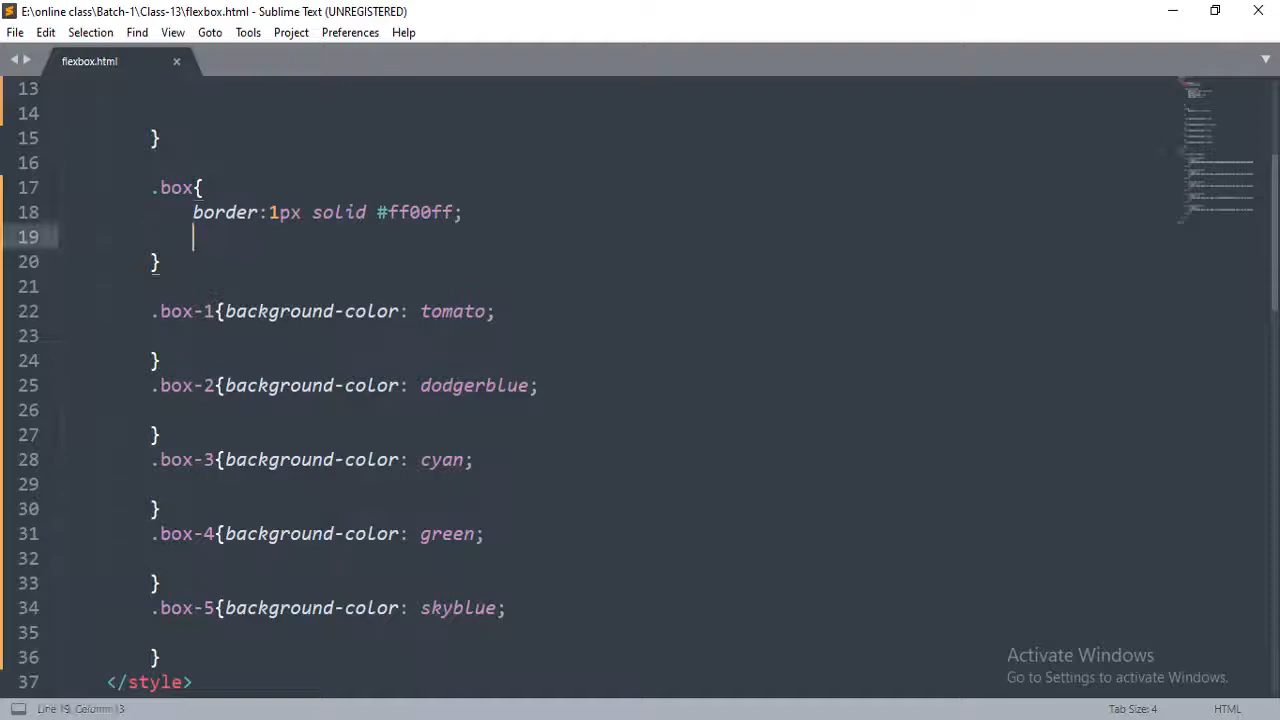 E:\online class\Batch-1\Class-13\flexbox.html - Sublime Text (UNREGISTERED)
File Edit Selection Find View Goto Tools Project Preferences Help
flexbox.html
13
14
15 }
16
17 .box{
18 border:1px solid #ff00ff;
19
20 }
21
22 .box-1{background-color: tomato;
23
24 }
25 .box-2{background-color: dodgerblue;
26
27 }
28 .box-3{background-color: cyan;
29
30 }
31 .box-4{background-color: green;
32
33 }
34 .box-5{background-color: skyblue;
35
36 }
37 </style>
Activate Windows
Go to Settings to activate Windows.
Line 19, Column 13 Tab Size: 4 HTML